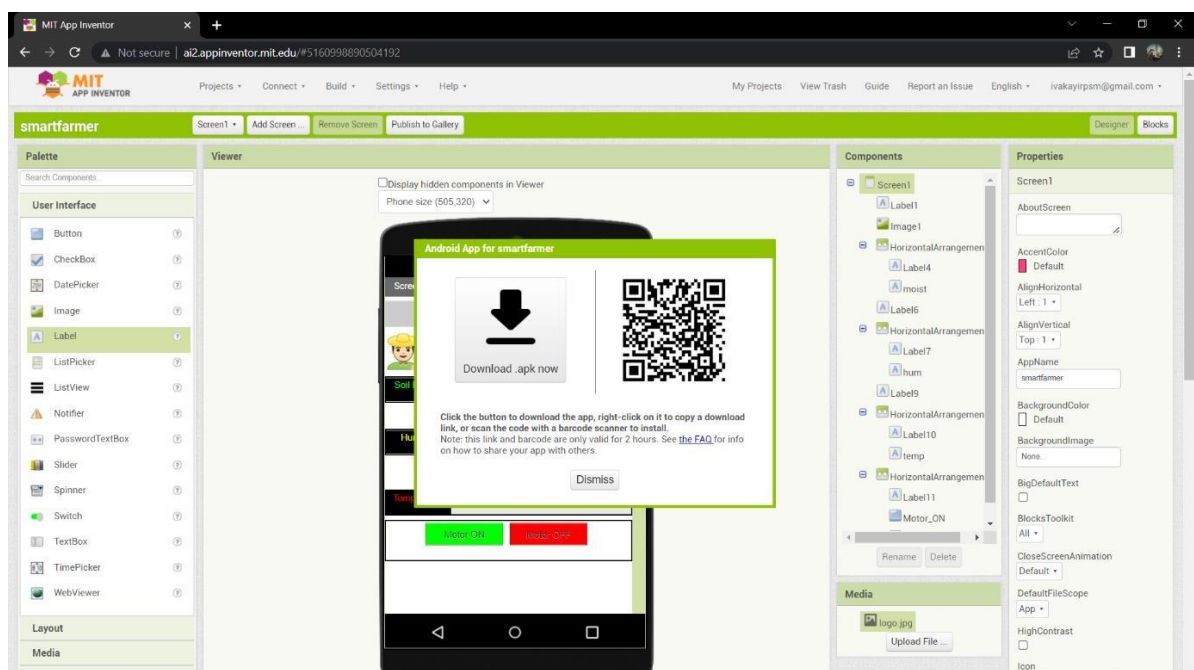 MIT App Inventor
Not secure | ai2.appinventor.mit.edu/#5160998890504192
MIT
APP INVENTOR
Projects Connect Build Settings Help My Projects View Trash Guide Report an Issue English ivakayirpsm@gmail.com
smartfarmer Screen1 Add Screen ... Remove Screen Publish to Gallery Designer Blocks
Palette
Search Components...
User Interface
Button
CheckBox
DatePicker
Image
Label
ListPicker
ListView
Notifier
PasswordTextBox
Slider
Spinner
Switch
TextBox
TimePicker
WebViewer
Layout
Media
Viewer
Display hidden components in Viewer
Phone size (505,320)
Soil
Motor ON Motor OFF
Android App for smartfarmer
Download .apk now
Click the button to download the app, right-click on it to copy a download
link, or scan the code with a barcode scanner to install.
Note: this link and barcode are only valid for 2 hours. See the FAQ for info
on how to share your app with others.
Dismiss
Components
Screen1
Label1
Image1
HorizontalArrangemen
Label4
moist
Label6
HorizontalArrangemen
Label7
hum
Label9
HorizontalArrangemen
Label10
temp
HorizontalArrangemen
Label11
Motor_ON
Rename Delete
Media
logo.jpg
Upload File ...
Properties
Screen1
AboutScreen
AccentColor
Default
AlignHorizontal
Left : 1
AlignVertical
Top : 1
AppName
smartfarmer
BackgroundColor
Default
BackgroundImage
None...
BigDefaultText
BlocksToolkit
All
CloseScreenAnimation
Default
DefaultFileScope
App
HighContrast
Icon